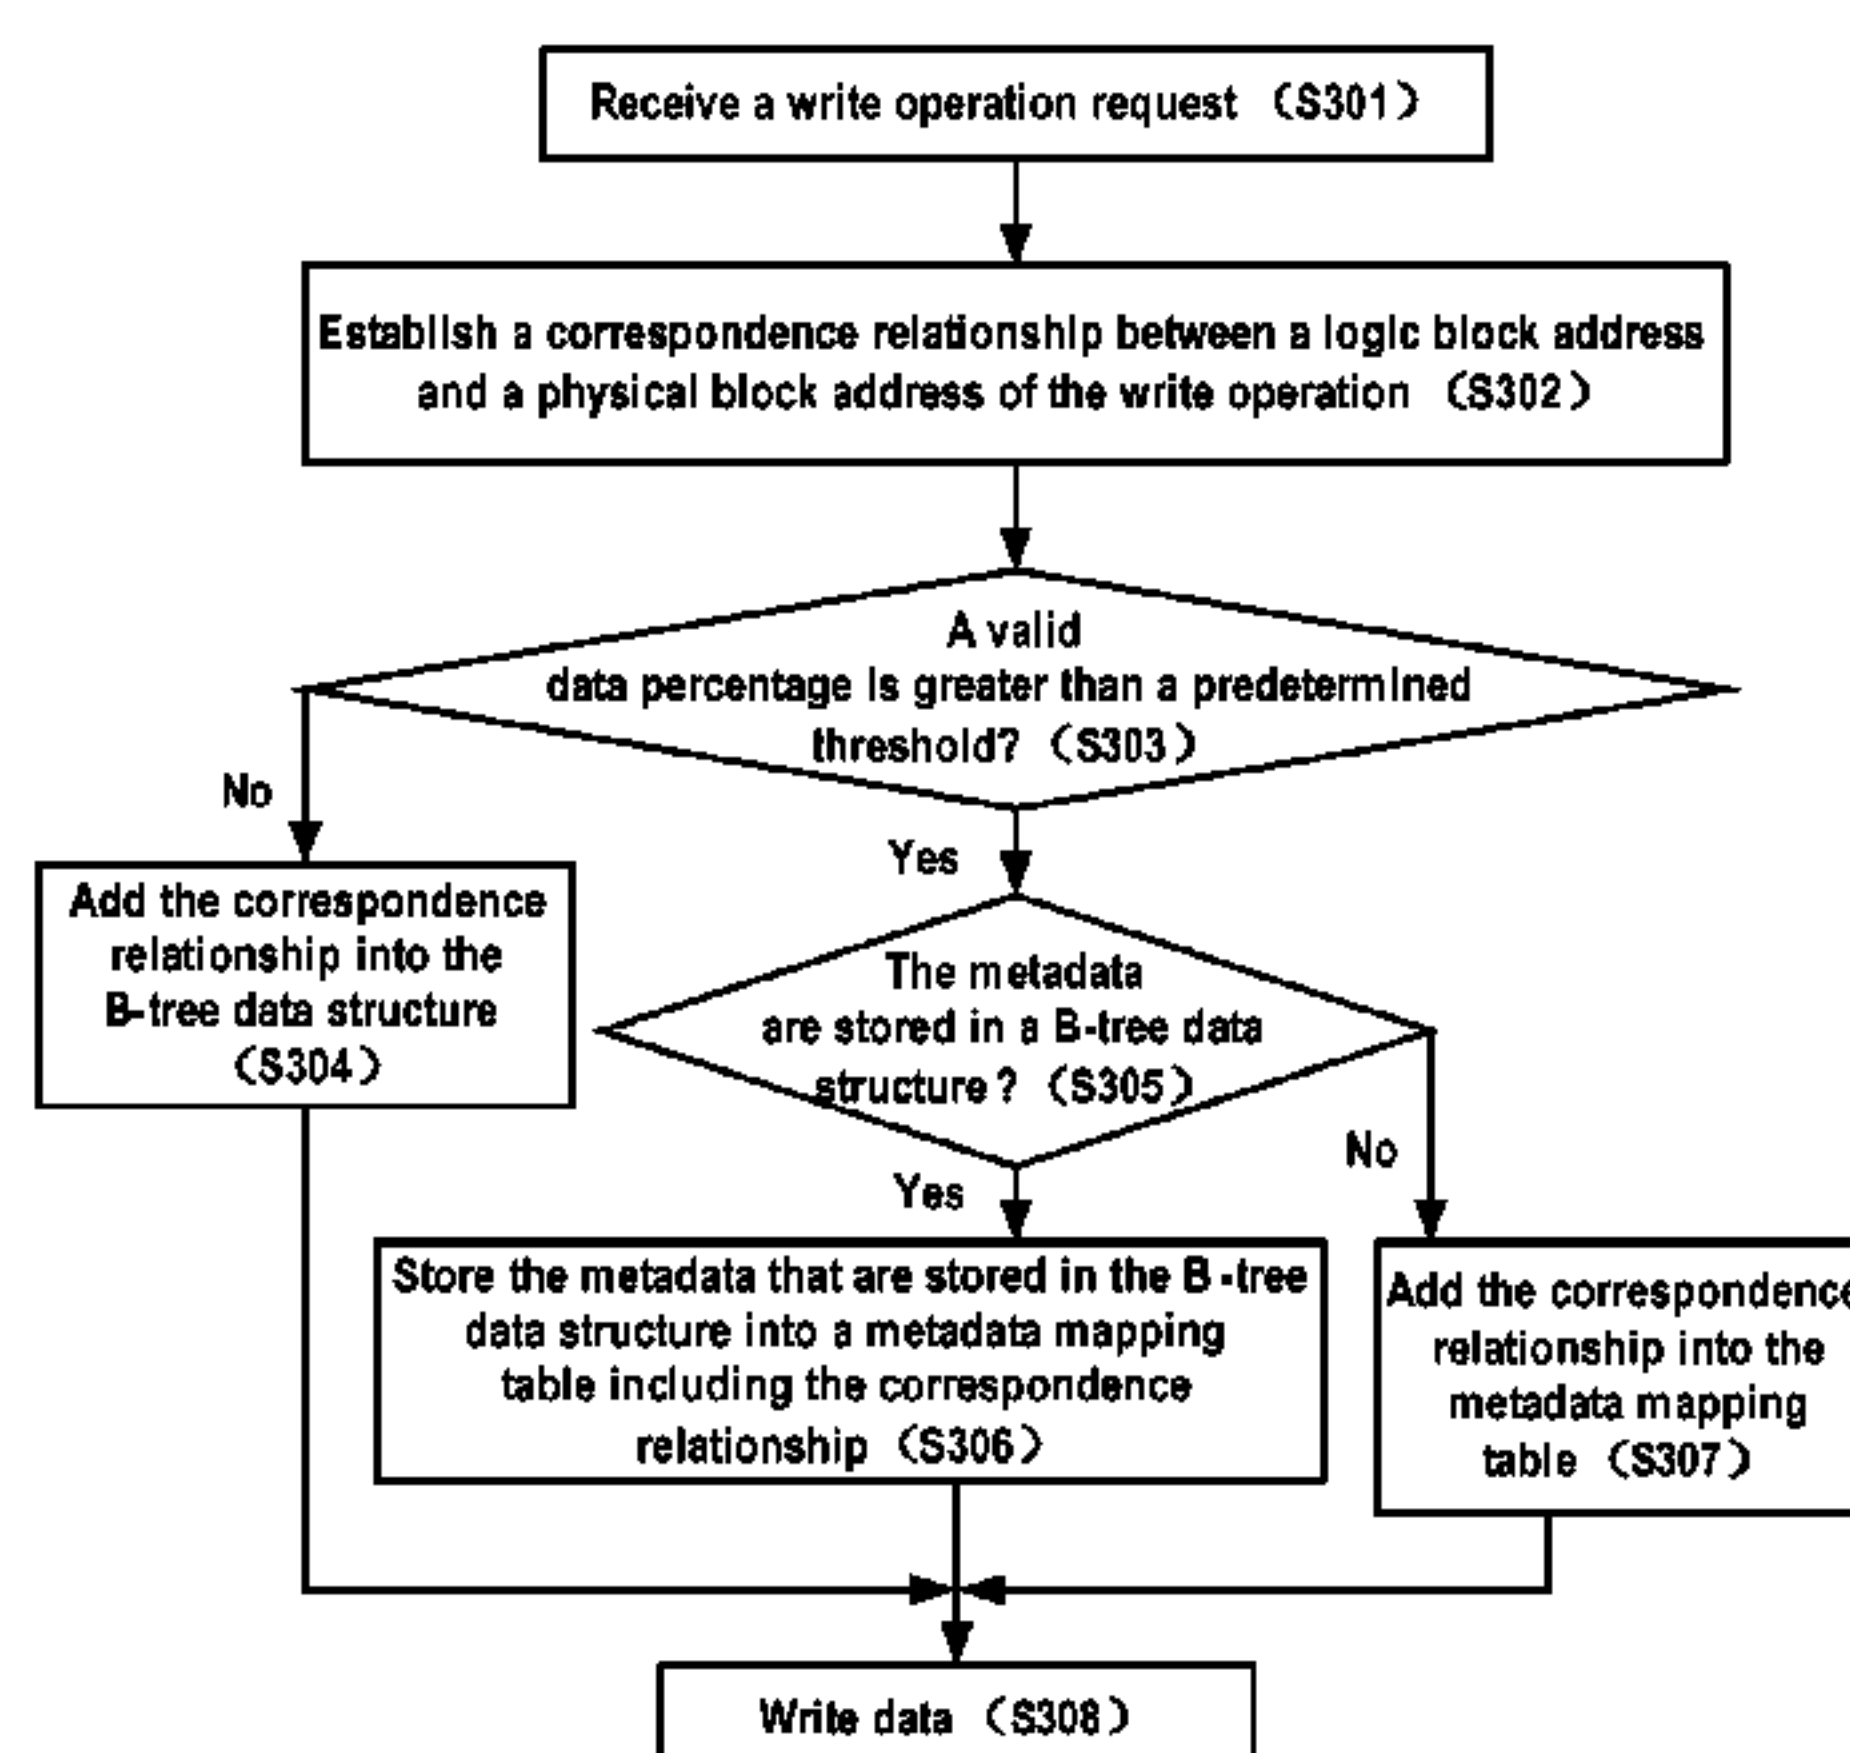 Receive a write operation request （S301）
Establish a correspondence relationship between a logic block address
and a physical block address of the write operation （S302）
A valid
data percentage is greater than a predetermined
threshold? （S303）
No
Yes
Add the correspondence
relationship into the
B-tree data structure
（S304）
The metadata
are stored in a B-tree data
structure? （S305）
No
Yes
Store the metadata that are stored in the B-tree
data structure into a metadata mapping
table including the correspondence
relationship （S306）
Add the correspondence
relationship into the
metadata mapping
table （S307）
Write data （S308）